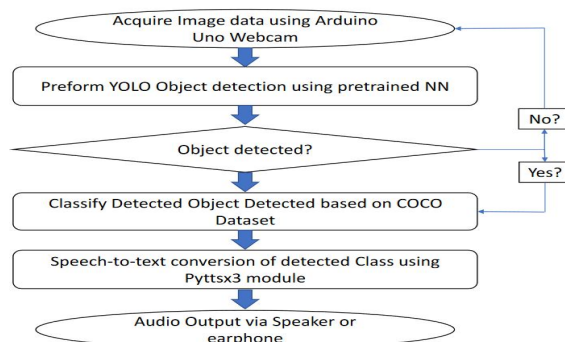 Acquire Image data using Arduino
Uno Webcam
Preform YOLO Object detection using pretrained NN
No?
Object detected?
Yes?
Classify Detected Object Detected based on COCO
Dataset
Speech-to-text conversion of detected Class using
Pyttsx3 module
Audio Output via Speaker or
earphone